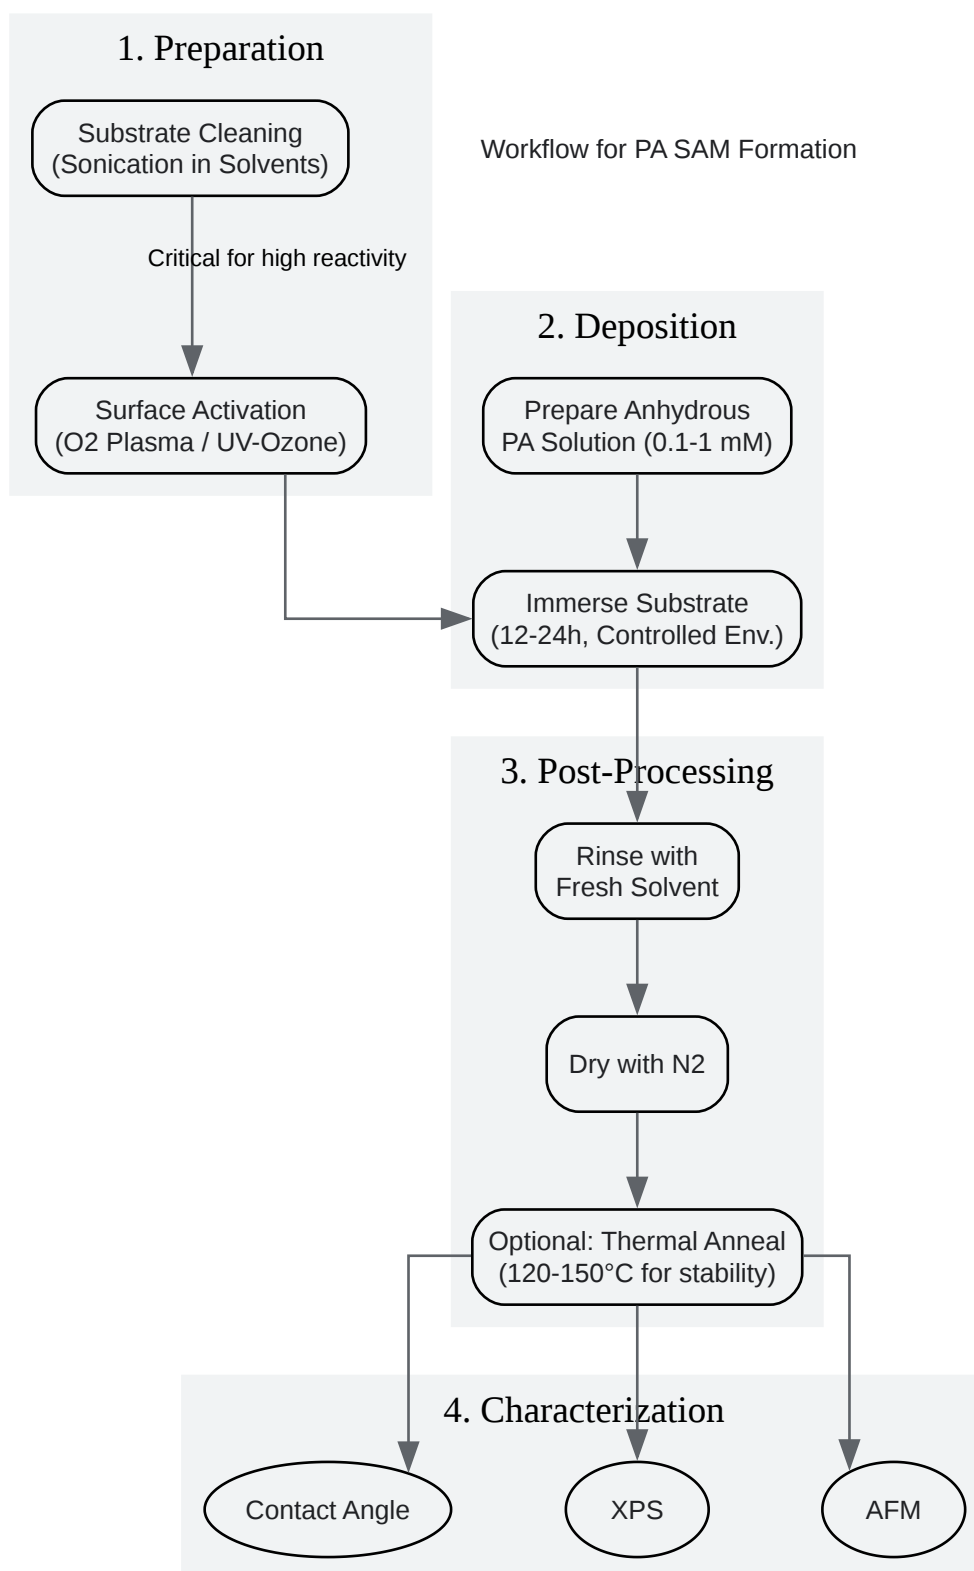 1. Preparation
Substrate Cleaning
(Sonication in Solvents)
Workflow for PA SAM Formation
Critical for high reactivity
Surface Activation
(O2 Plasma / UV-Ozone)
2. Deposition
Prepare Anhydrous
PA Solution (0.1-1 mM)
Immerse Substrate
(12-24h, Controlled Env.)
3. Post-Processing
Rinse with
Fresh Solvent
Dry with N2
Optional: Thermal Anneal
(120-150°C for stability)
4. Characterization
Contact Angle
XPS
AFM